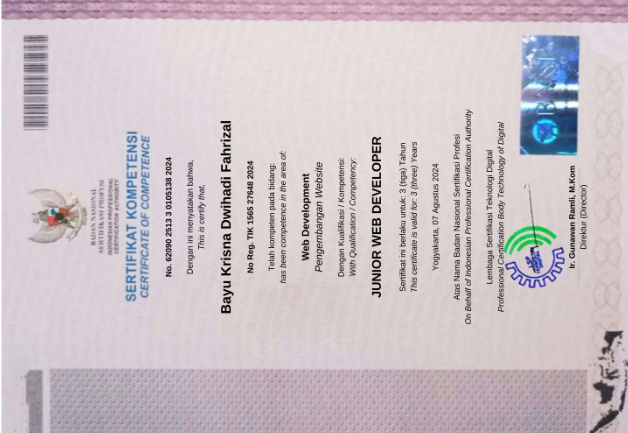 BADAN NASIONAL
SERTIFIKASI PROFESI
INDONESIAN PROFESSIONAL
CERTIFICATION AUTHORITY
SERTIFIKAT KOMPETENSI
CERTIFICATE OF COMPETENCE
No. 62090 2513 3 0105138 2024
Dengan ini menyatakan bahwa,
This is certify that,
Bayu Krisna Dwihadi Fahrizal
No Reg. TIK 1565 27648 2024
Telah kompeten pada bidang:
has been competence in the area of:
Web Development
Pengembangan Website
Dengan Kualifikasi / Kompetensi:
With Qualification / Competency:
JUNIOR WEB DEVELOPER
Sertifikat ini berlaku untuk: 3 (tiga) Tahun
This certificate is valid for: 3 (three) Years
Yogyakarta, 07 Agustus 2024
Atas Nama Badan Nasional Sertifikasi Profesi
On Behalf of Indonesian Professional Certification Authority
Lembaga Sertifikasi Teknologi Digital
Professional Certification Body Technology of Digital
Ir. Gunawan Ramli, M.Kom
Direktur (Director)
BNSP